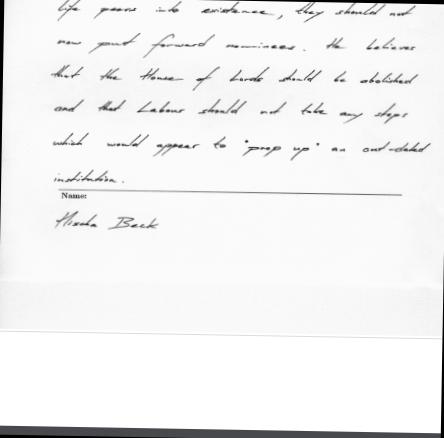 life peers into existence, they should not
now put forward nominees. He believes
that the House of Lords should be abolished
and that Labour should not take any steps
which would appear to "prop up" an out-dated
institution.
Name:
Beck